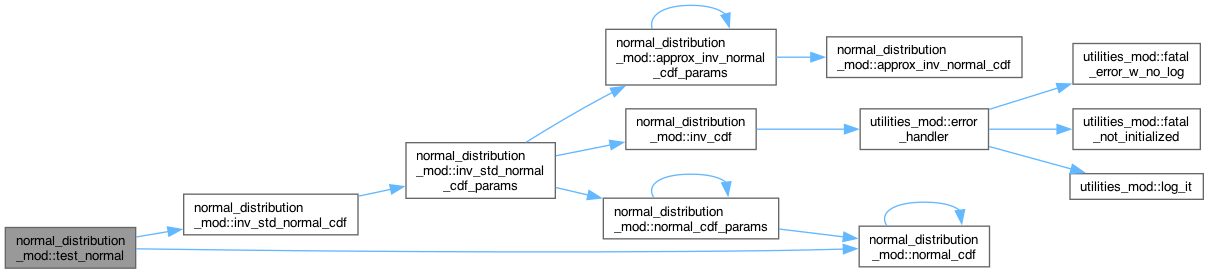 normal_distribution
_mod::test_normal
normal_distribution
_mod::inv_std_normal_cdf
normal_distribution
_mod::inv_std_normal
_cdf_params
normal_distribution
_mod::approx_inv_normal
_cdf_params
normal_distribution
_mod::approx_inv_normal_cdf
normal_distribution
_mod::inv_cdf
utilities_mod::error
_handler
utilities_mod::fatal
_error_w_no_log
utilities_mod::fatal
_not_initialized
utilities_mod::log_it
normal_distribution
_mod::normal_cdf_params
normal_distribution
_mod::normal_cdf